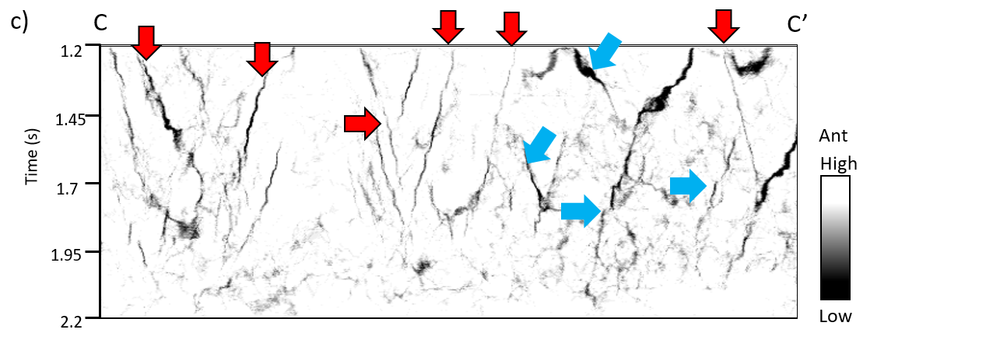 c)
C
C’
1.2
1.45
1.7
1.95
2.2
Time (s)
Ant
High
Low